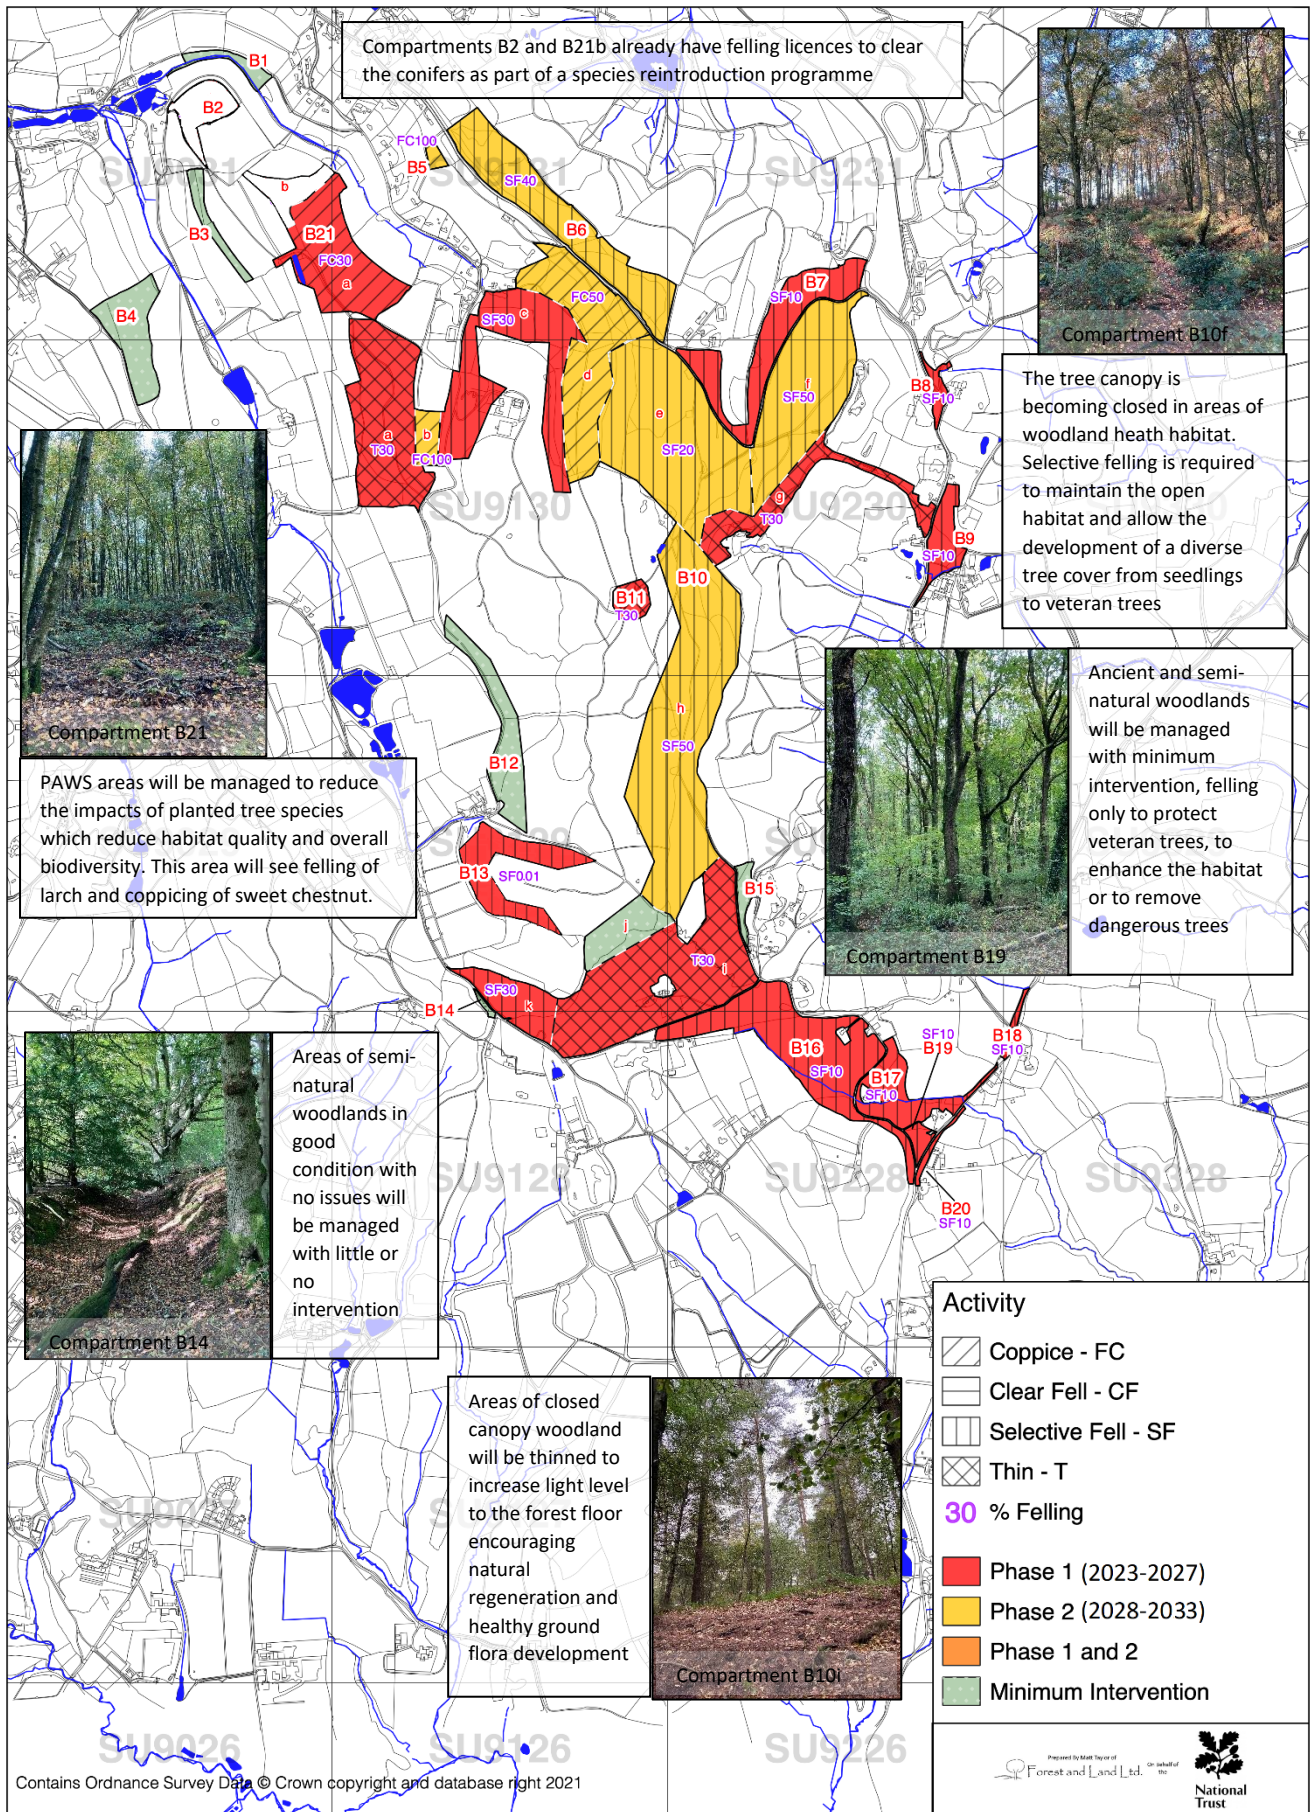 Compartments B2 and B21b already have felling licences to clear
the conifers as part of a species reintroduction programme
B1
B2
SU9031
b
B3
B21
FC30
a
B4
FC100
B5
SU9131
SF40
B6
FC50
SU9231
B7
SF10
SF30
c
d
e
SF20
f
SF50
a
T30
b
FC100
SU9130
g
T30
SU9230
B8
SF10
B9
SF10
B10
B11
T30
h
SF50
B12
B13
SF0.01
j
B15
T30
i
SF30
k
B14
B16
SF10
B17
SF10
SF10
B19
B18
SF10
B20
SF10
SU9128
SU9228
SU9328
SU9026
SU9126
SU9226
Compartment B10f
The tree canopy is
becoming closed in areas of
woodland heath habitat.
Selective felling is required
to maintain the open
habitat and allow the
development of a diverse
tree cover from seedlings
to veteran trees
Compartment B21
PAWS areas will be managed to reduce
the impacts of planted tree species
which reduce habitat quality and overall
biodiversity. This area will see felling of
larch and coppicing of sweet chestnut.
Compartment B19
Ancient and semi-
natural woodlands
will be managed
with minimum
intervention, felling
only to protect
veteran trees, to
enhance the habitat
or to remove
dangerous trees
Compartment B14
Areas of semi-
natural
woodlands in
good
condition with
no issues will
be managed
with little or
no
intervention
Areas of closed
canopy woodland
will be thinned to
increase light level
to the forest floor
encouraging
natural
regeneration and
healthy ground
flora development
Compartment B10i
Activity
Coppice - FC
Clear Fell - CF
Selective Fell - SF
Thin - T
30 % Felling
Phase 1 (2023-2027)
Phase 2 (2028-2033)
Phase 1 and 2
Minimum Intervention
Prepared By Matt Taylor of
Forest and Land Ltd.
On Behalf of
the
National
Trust
Contains Ordnance Survey Data © Crown copyright and database right 2021